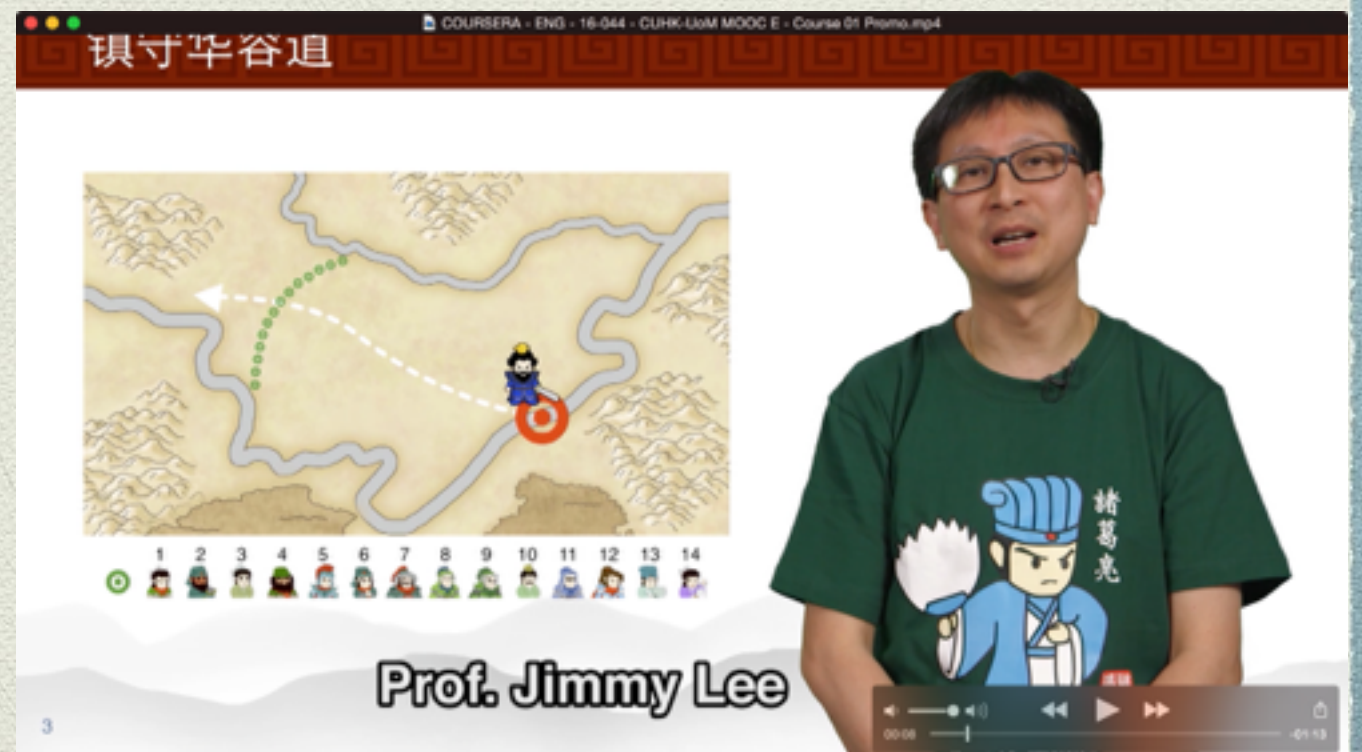 COURSERA - ENG - 16-044 - CUHK-UoM MOOC E - Course 01 Promo.mp4
镇守华容道
1 2 3 4 5 6 7 8 9 10 11 12 13 14
諸葛亮
Prof. Jimmy Lee
3
00:08
-01:13